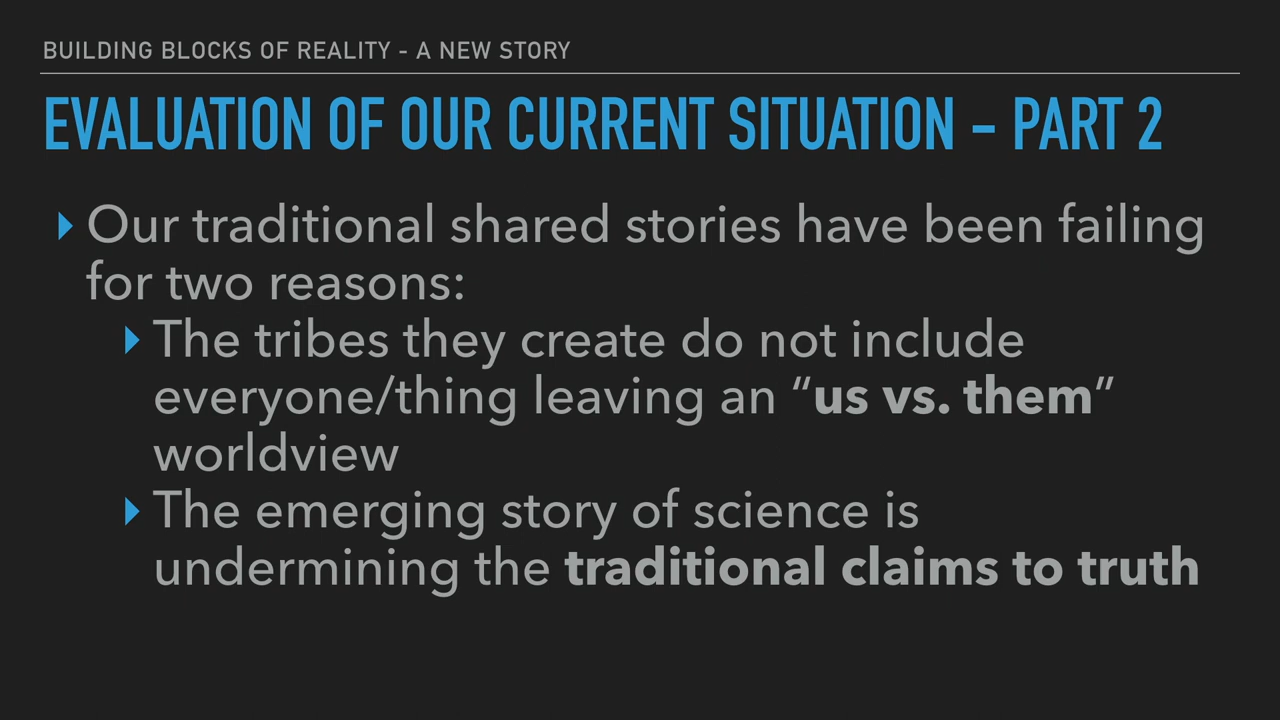 BUILDING BLOCKS OF REALITY - A NEW STORY
EVALUATION OF OUR CURRENT SITUATION - PART 2
Our traditional shared stories have been failing
for two reasons:
The tribes they create do not include
everyone/thing leaving an “us vs. them”
worldview
The emerging story of science is
undermining the traditional claims to truth